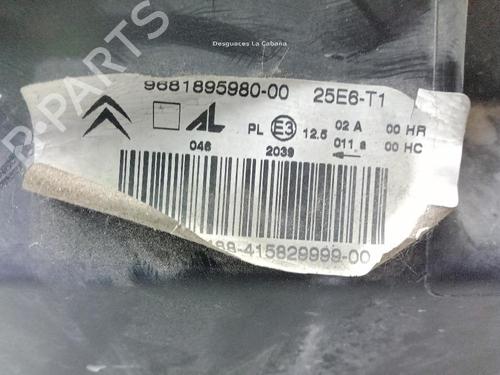 Desguaces La Cabaña
9681895980-00 25E6-T1
AL PL E3 12.5 02 A 00 HR
046 2039 011 a 00 HC
188-415829999-00
B-PARTS